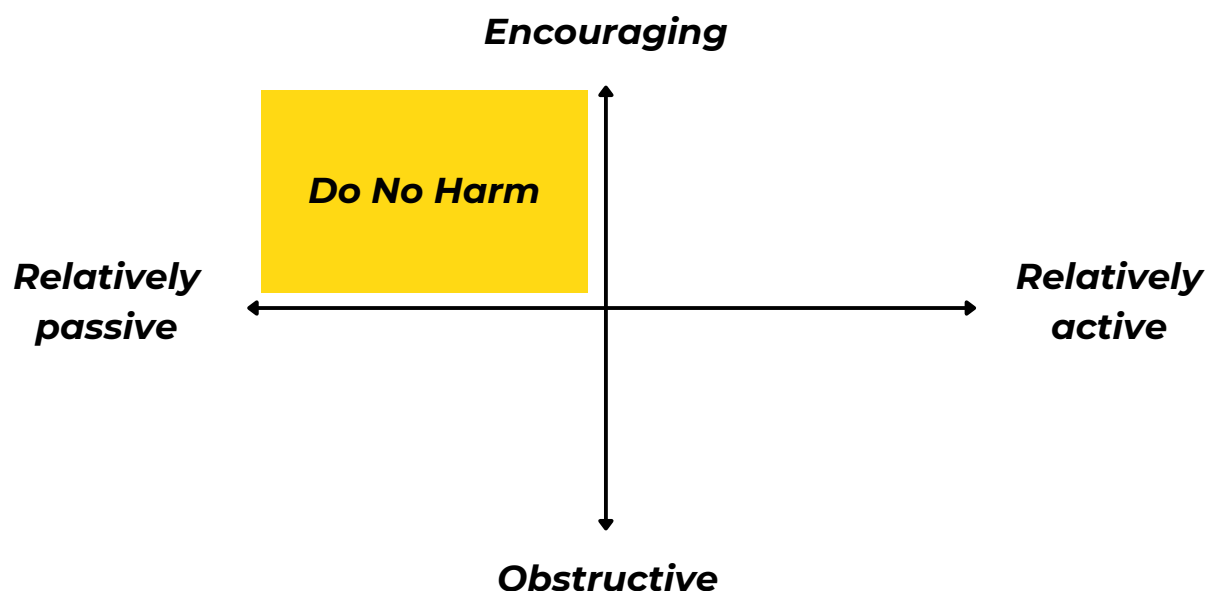 Encouraging
Do No Harm
Relatively
passive
Relatively
active
Obstructive